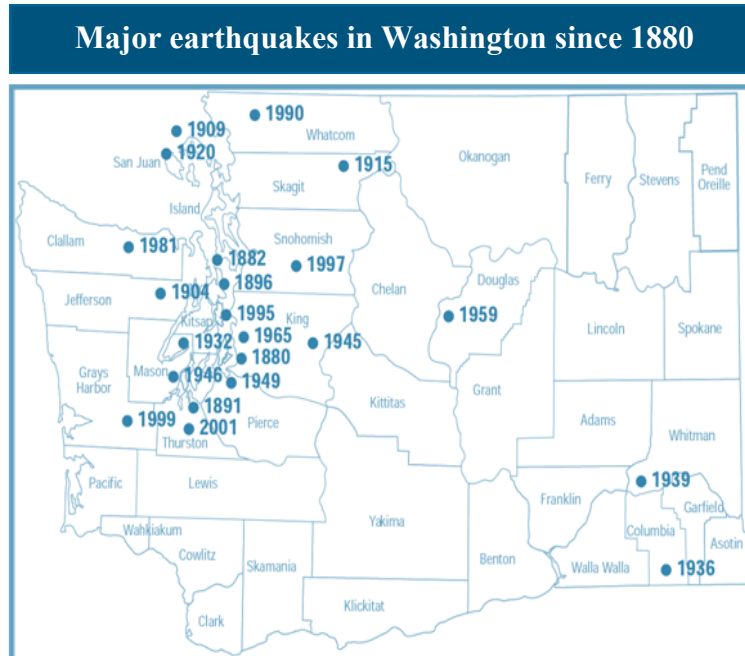 Major earthquakes in Washington since 1880
1990
1909
Whatcom
1920
San Juan
1915
Okanogan
Ferry
Stevens
Pend
Oreille
Skagit
Island
Clallam
1981
Snohomish
1882
1997
1896
Chelan
Douglas
Jefferson
1904
Kitsap
1995
King
1959
Lincoln
Spokane
1965
1932
1945
1880
Mason
1946
1949
Grays
Harbor
Kittitas
Grant
1891
1999
2001
Pierce
Thurston
Adams
Whitman
Pacific
Lewis
1939
Franklin
Garfield
Yakima
Wahkiakum
Columbia
Asotin
Cowlitz
Skamania
Benton
Walla Walla
1936
Klickitat
Clark